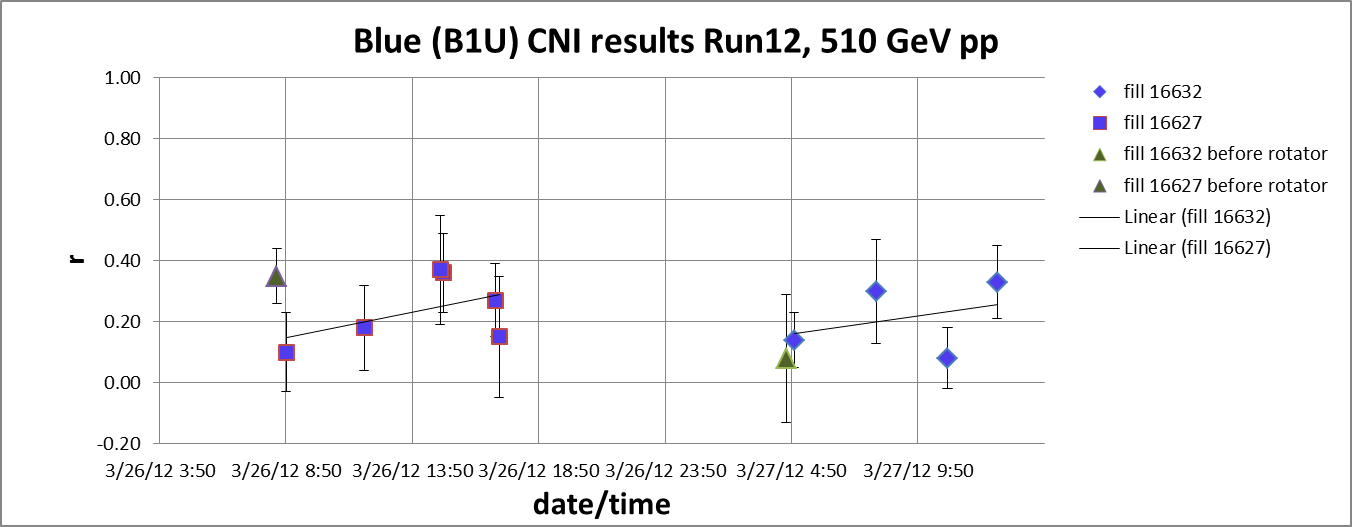 Blue (B1U) CNI results Run12, 510 GeV pp
1.00
0.80
0.60
0.40
0.20
0.00
-0.20
r
3/26/12 3:50 3/26/12 8:50 3/26/12 13:50 3/26/12 18:50 3/26/12 23:50 3/27/12 4:50 3/27/12 9:50
date/time
fill 16632
fill 16627
fill 16632 before rotator
fill 16627 before rotator
Linear (fill 16632)
Linear (fill 16627)